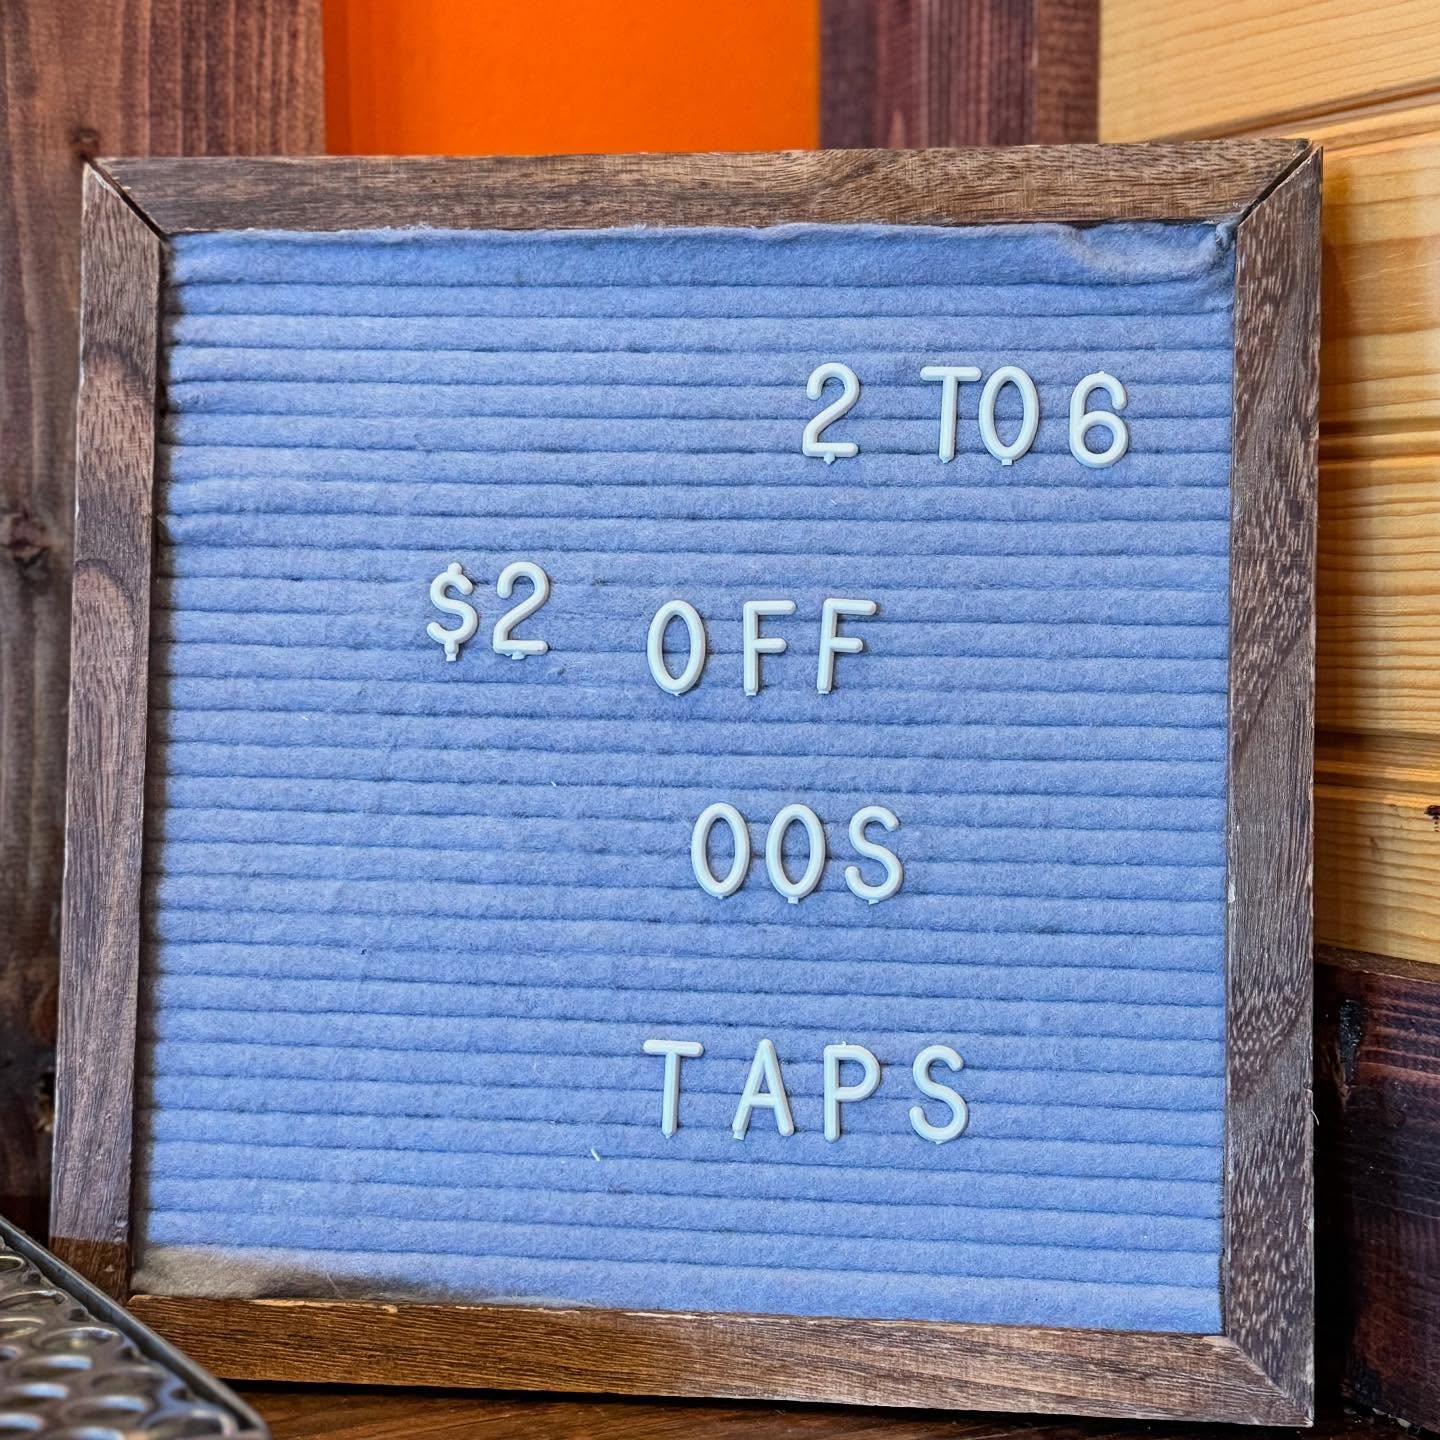 2 TO 6
$2 OFF
OOS
TAPS